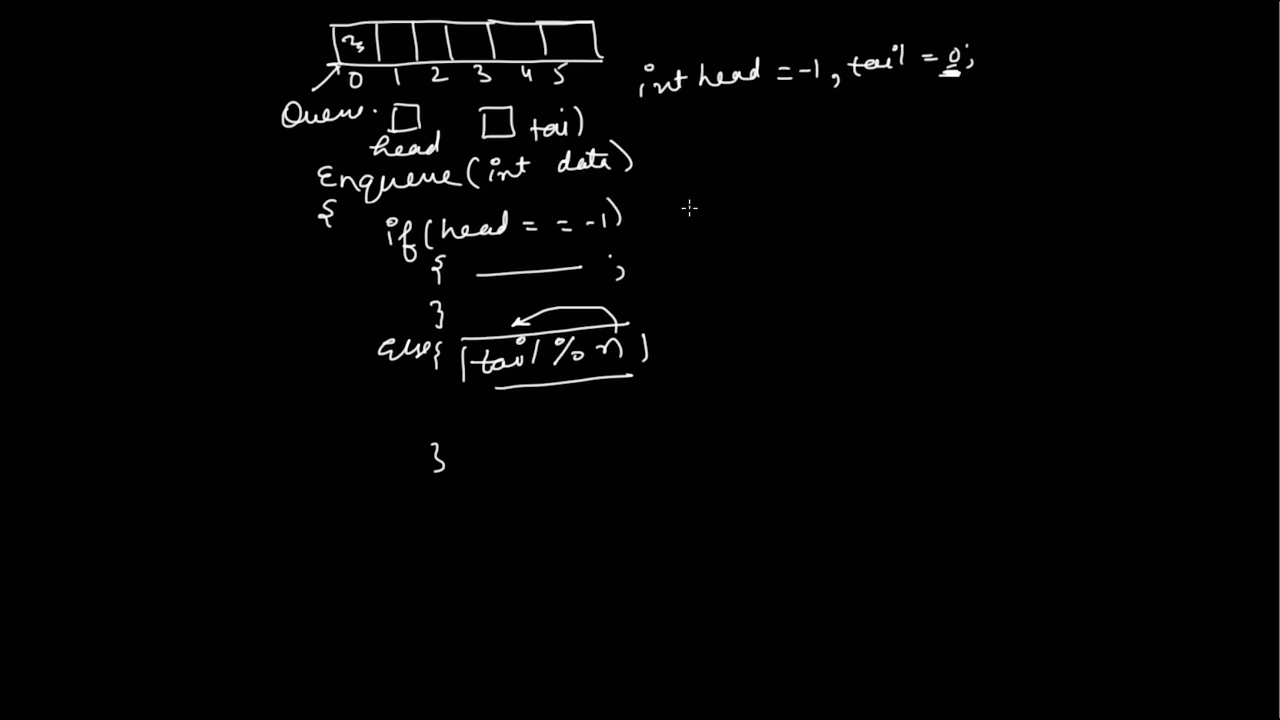 0 1 2 3 4 5
int head = -1, tail = 0;
head tail
Enqueue(int data)
{
if(head = = -1)
{ ;
}
else{ tail % n
}